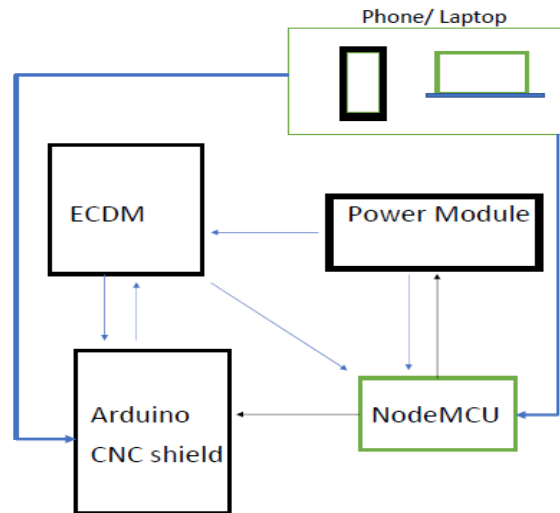 Phone/ Laptop
ECDM
Power Module
Arduino
CNC shield
NodeMCU